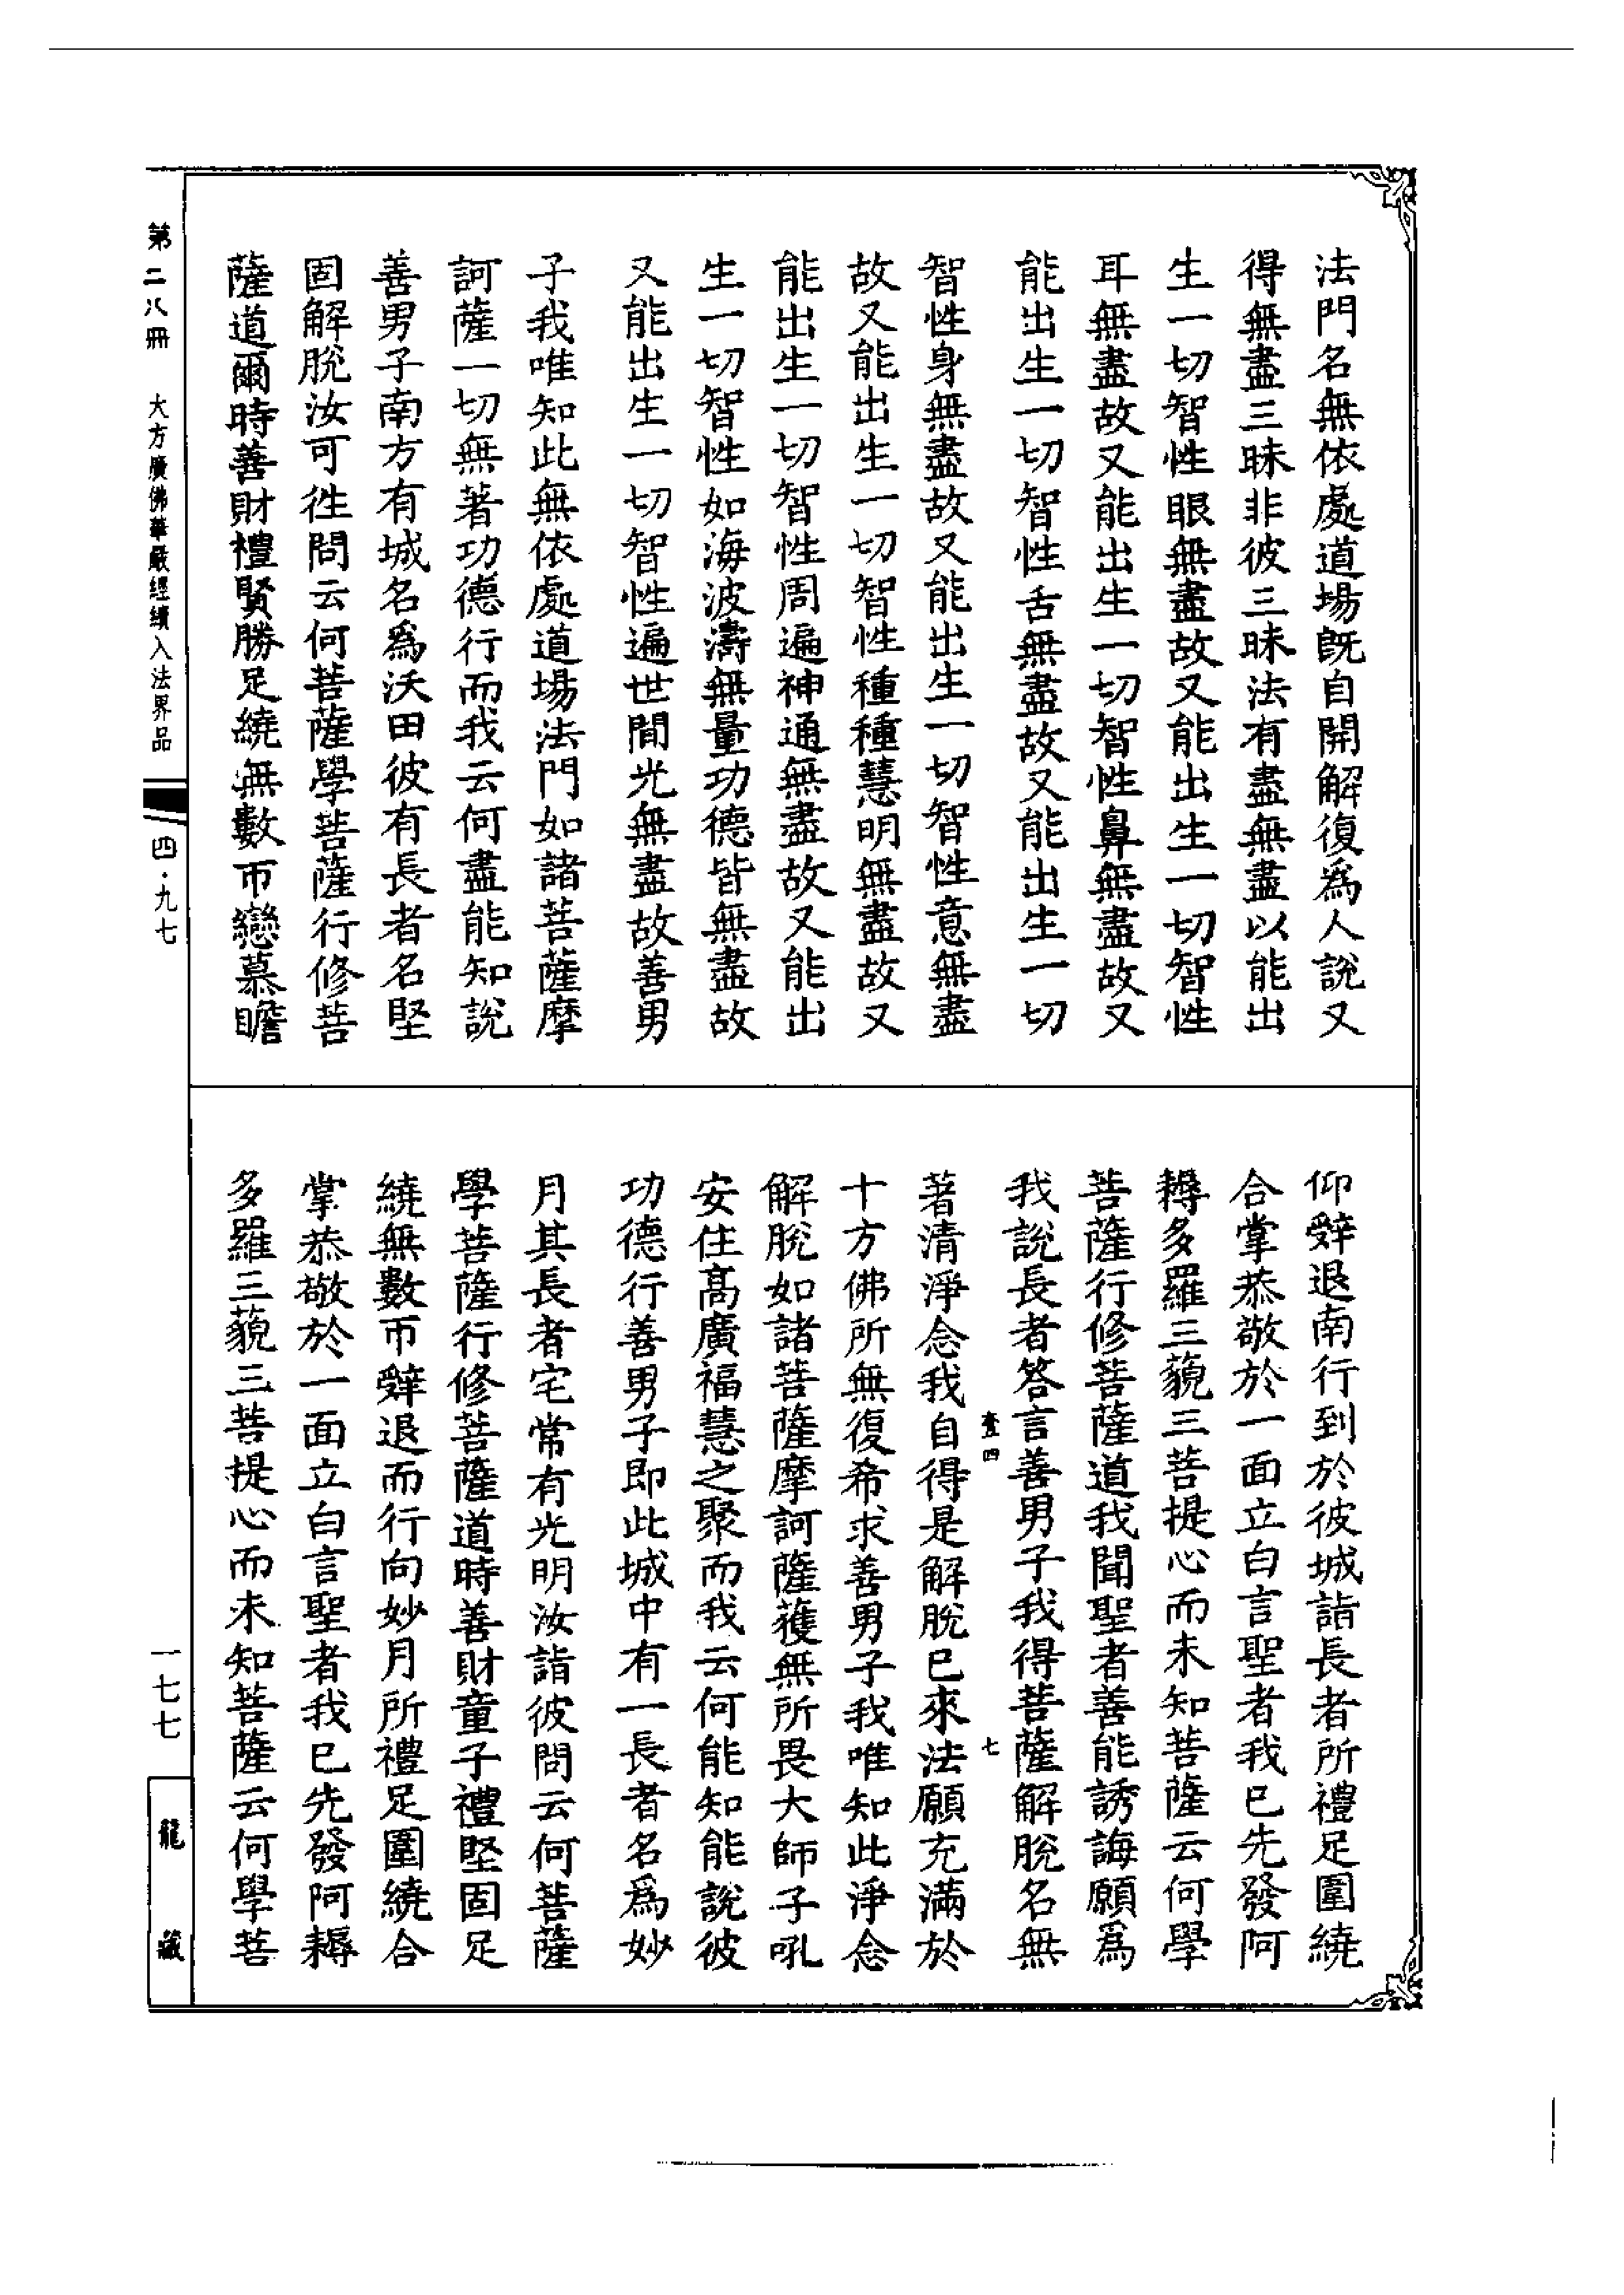 法門名無依處道場既自開解復為人說又
得無盡三昧非彼三昧法有盡無盡以能出
生一切智性眼無盡故又能出生一切智性
耳無盡故又能出生一切智性鼻無盡故又
能出生一切智性舌無盡故又能出生一切
智性身無盡故又能出生一切智性意無盡
故又能出生一切智性種種慧明無盡故又
能出生一切智性周遍神通無盡故又能出
生一切智性如海波濤無量功德皆無盡故
又能出生一切智性遍世間光無盡故善男
子我唯知此無依處道場法門如諸菩薩摩
訶薩一切無著功德行而我云何盡能知說
善男子南方有城名為沃田彼有長者名堅
固解脫汝可徃問云何菩薩學菩薩行修菩
薩道爾時善財禮賢勝足繞無數帀戀慕瞻
仰辤退南行到於彼城詣長者所禮足圍繞
合掌恭敬於一面立白言聖者我已先發阿
耨多羅三藐三菩提心而未知菩薩云何學
菩薩行修菩薩道我聞聖者善能誘誨願為
我說長者答言善男子我得菩薩解脫名無
壹四 七
著清淨念我自得是解脫已來法願充滿於
十方佛所無復希求善男子我唯知此淨念
解脫如諸菩薩摩訶薩獲無所畏大師子吼
安住高廣福慧之聚而我云何能知能說彼
功德行善男子即此城中有一長者名為妙
月其長者宅常有光明汝詣彼問云何菩薩
學菩薩行修菩薩道時善財童子禮堅固足
繞無數帀辤退而行向妙月所禮足圍繞合
掌恭敬於一面立白言聖者我已先發阿耨
多羅三藐三菩提心而未知菩薩云何學菩
第二八冊 大方廣佛華嚴經續入法界品 四·九七
一七七 龍藏